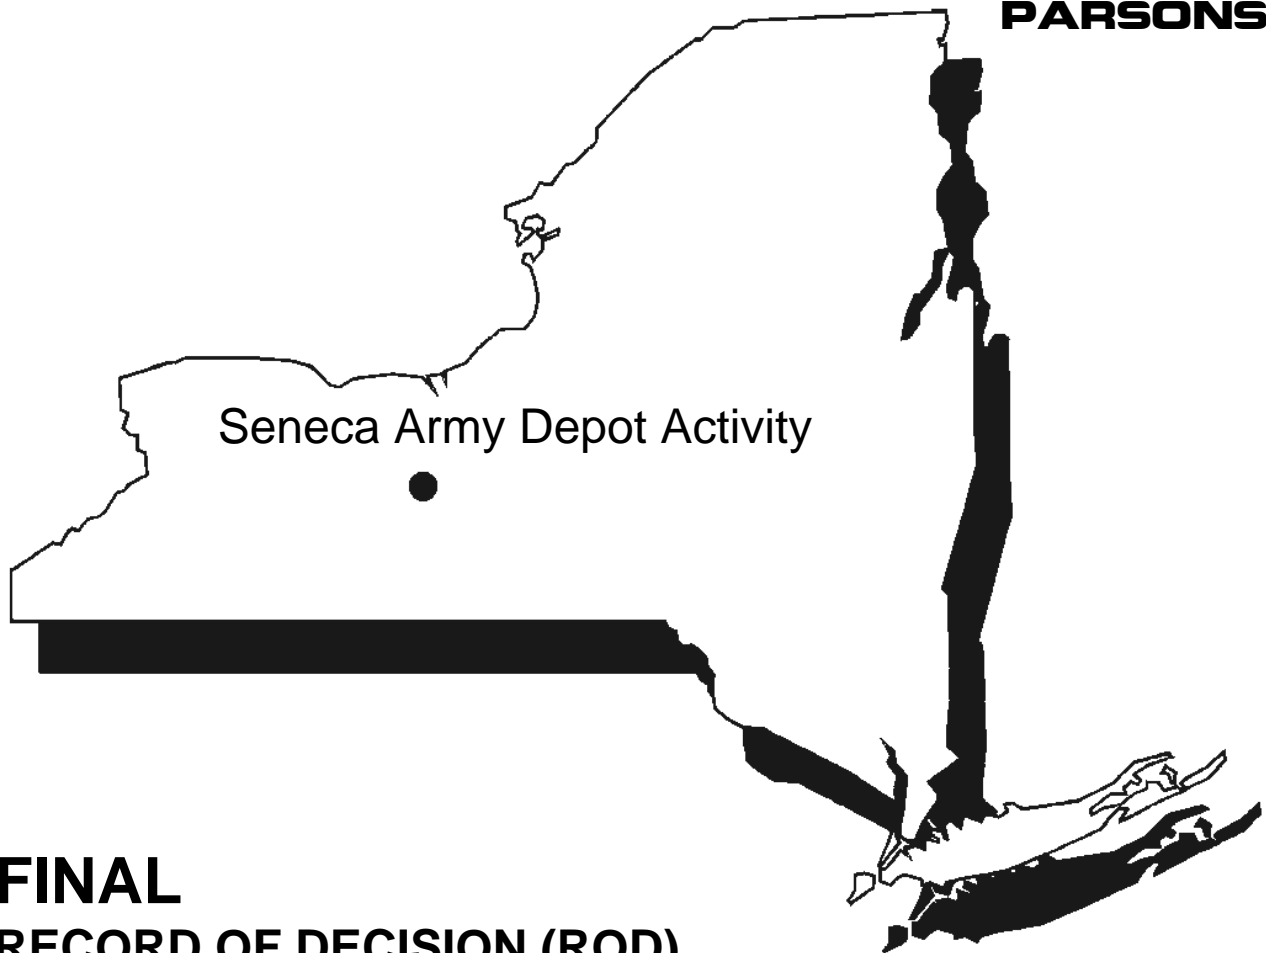 PARSONS
Seneca Army Depot Activity
FINAL
RECORD OF DECISION (ROD)